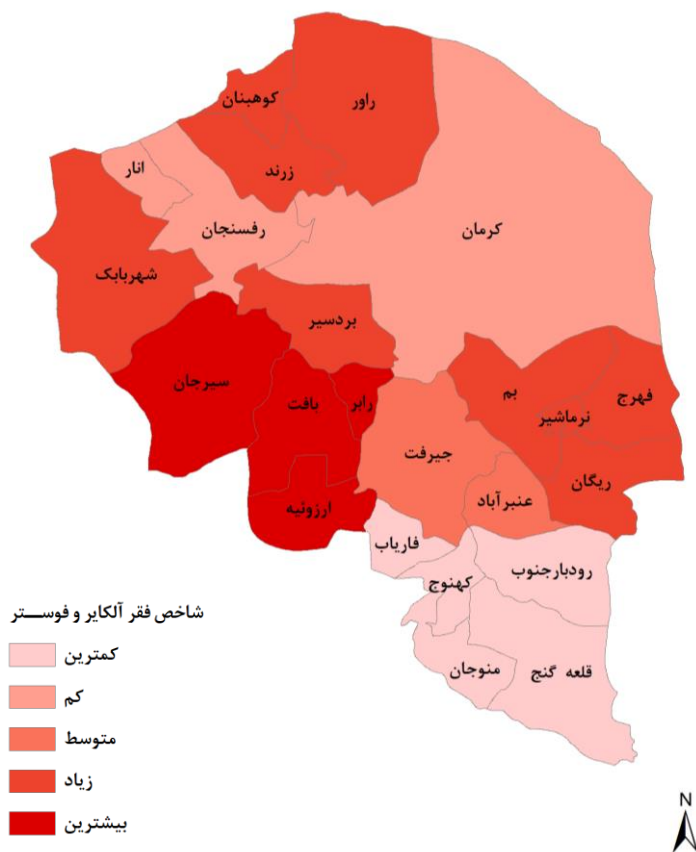 کوهبنان
راور
زرند
انار
رفسنجان
کرمان
شهربابک
بردسیر
سیرجان
بافت
رابر
بم
نرماشیر
فهرج
جیرفت
ریگان
عنبرآباد
ارزوئیه
فاریاب
رودبارجنوب
کهنوج
منوجان
قلعه گنج
شاخص فقر آلکایر و فوســتر
کمترین
کم
متوسط
زیاد
بیشترین
N